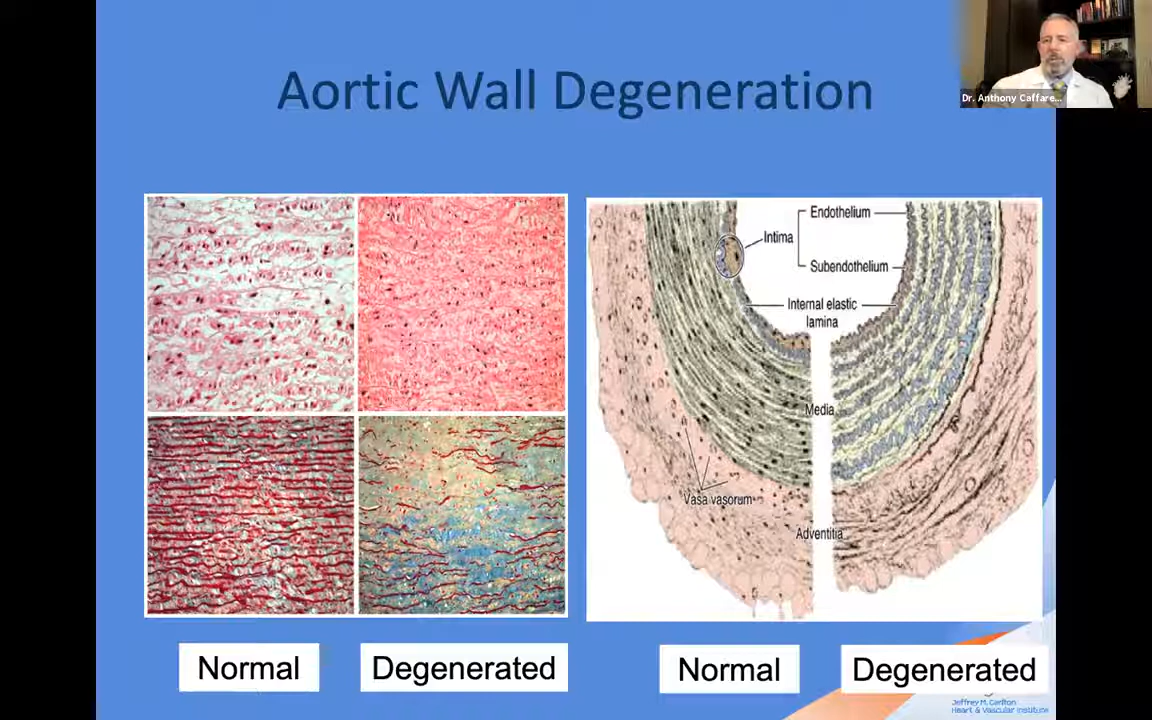 Aortic Wall Degeneration
Dr. Anthony Caffare...
Endothelium
Intima
Subendothelium
Internal elastic
lamina
Media
Vasa vasorum
Adventitia
Normal
Degenerated
Normal
Degenerated
Jeffrey M. Carlton
Heart & Vascular Institute